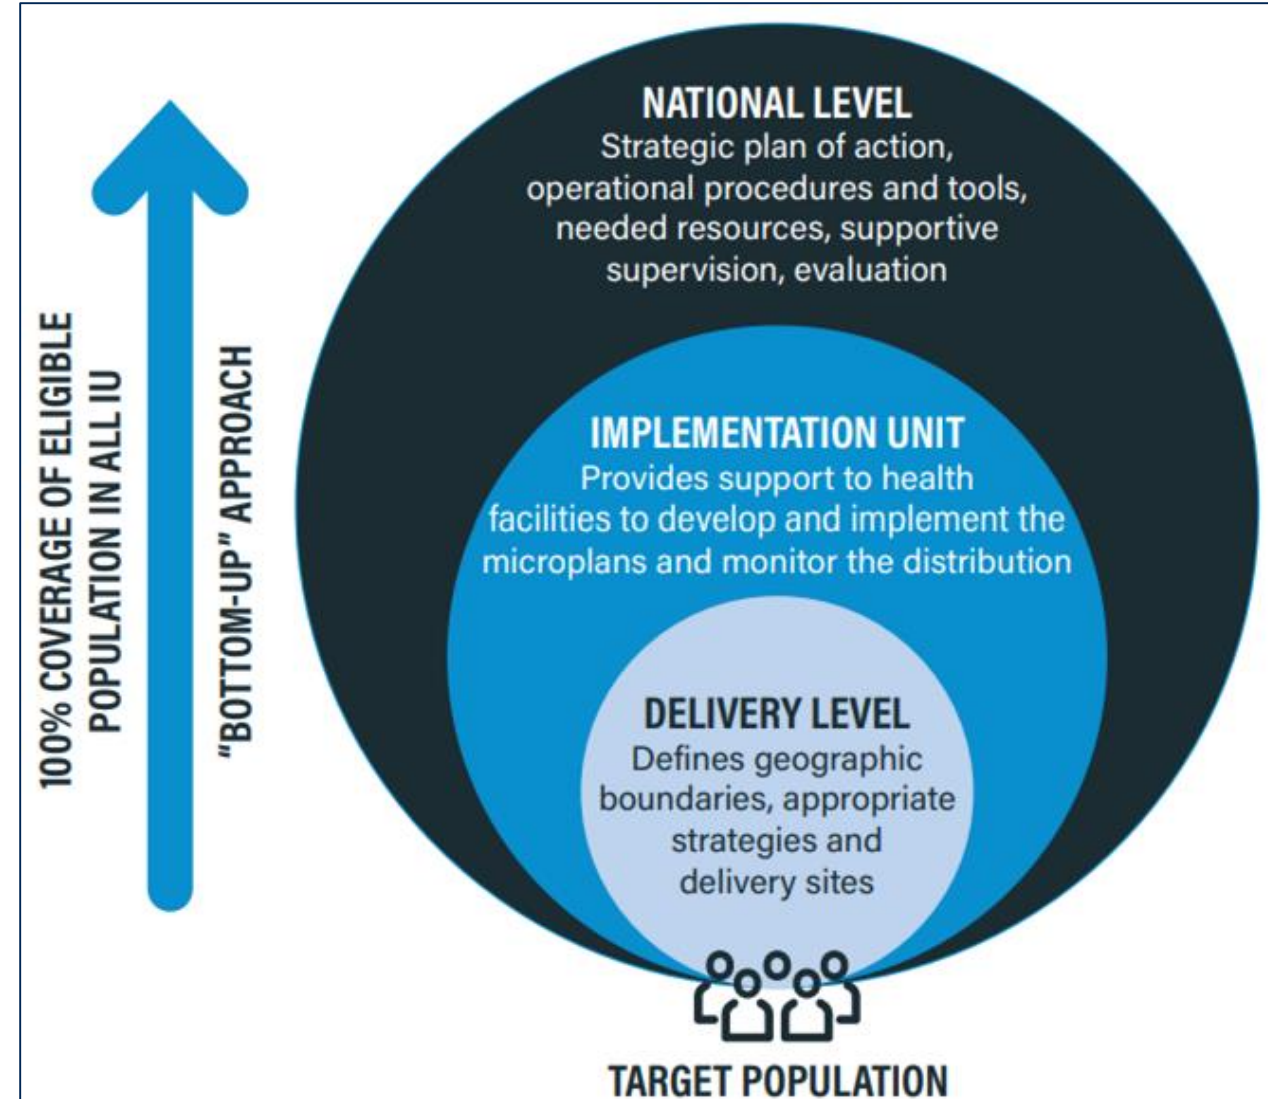 NATIONAL LEVEL
Strategic plan of action,
operational procedures and tools,
needed resources, supportive
supervision, evaluation
IMPLEMENTATION UNIT
Provides support to health
facilities to develop and implement the
microplans and monitor the distribution
DELIVERY LEVEL
Defines geographic
boundaries, appropriate
strategies and
delivery sites
TARGET POPULATION
100% COVERAGE OF ELIGIBLE
POPULATION IN ALL IU
"BOTTOM-UP" APPROACH